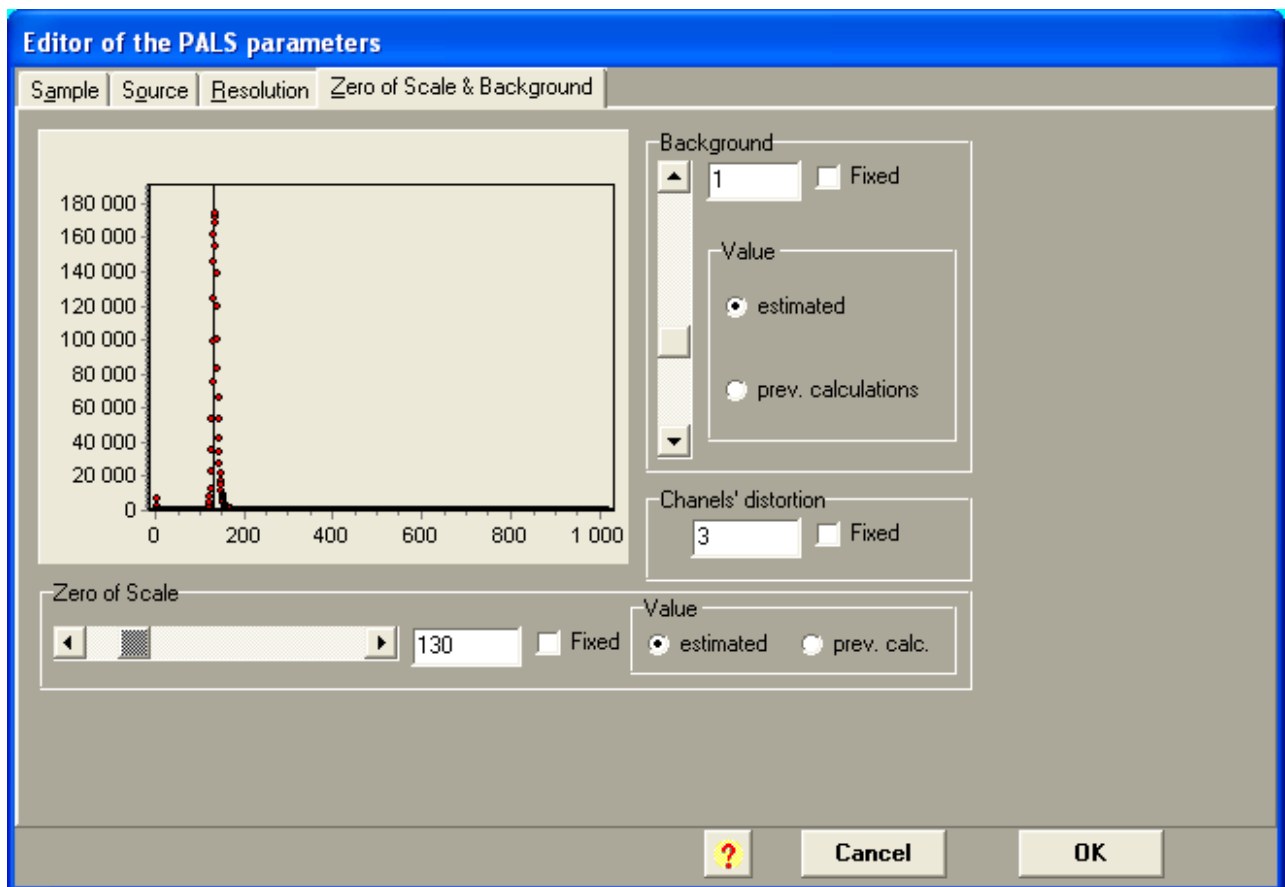 Editor of the PALS parameters
Sample Source Resolution Zero of Scale & Background
180 000
160 000
140 000
120 000
100 000
80 000
60 000
40 000
20 000
0
0 200 400 600 800 1 000
Background
1 Fixed
Value
estimated
prev. calculations
Chanels' distortion
3 Fixed
Zero of Scale
130 Fixed
Value
estimated prev. calc.
? Cancel OK